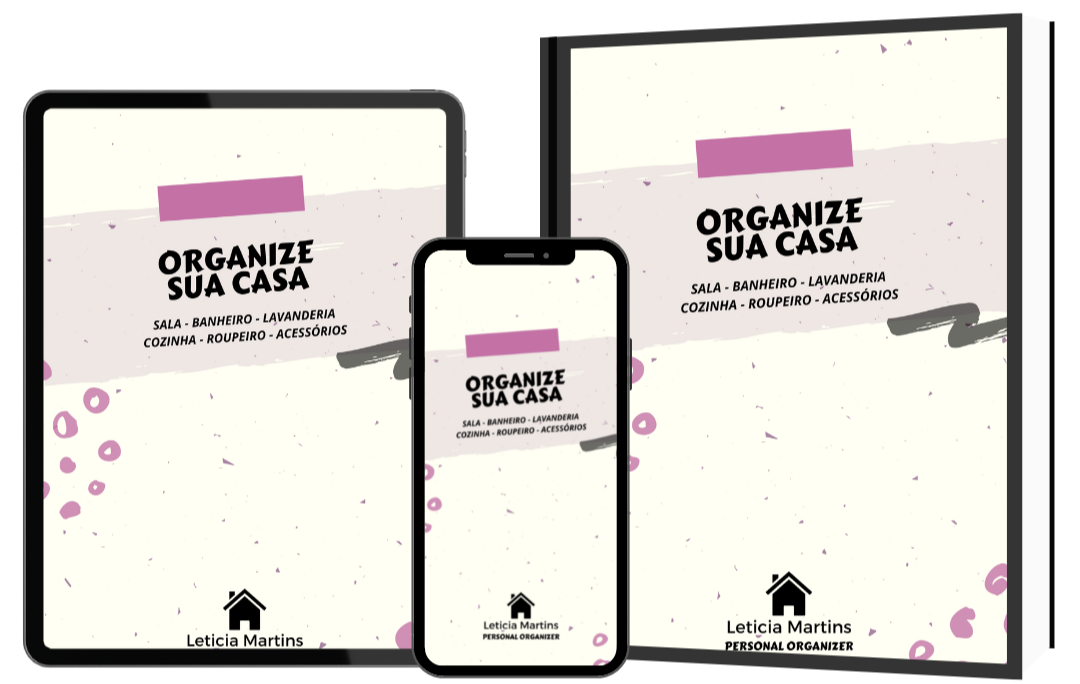 ORGANIZE
SUA CASA
SALA - BANHEIRO - LAVANDERIA
COZINHA - ROUPEIRO - ACESSÓRIOS
Leticia Martins
ORGANIZE
SUA CASA
SALA - BANHEIRO - LAVANDERIA
COZINHA - ROUPEIRO - ACESSÓRIOS
Leticia Martins
PERSONAL ORGANIZER
ORGANIZE
SUA CASA
SALA - BANHEIRO - LAVANDERIA
COZINHA - ROUPEIRO - ACESSÓRIOS
Leticia Martins
PERSONAL ORGANIZER